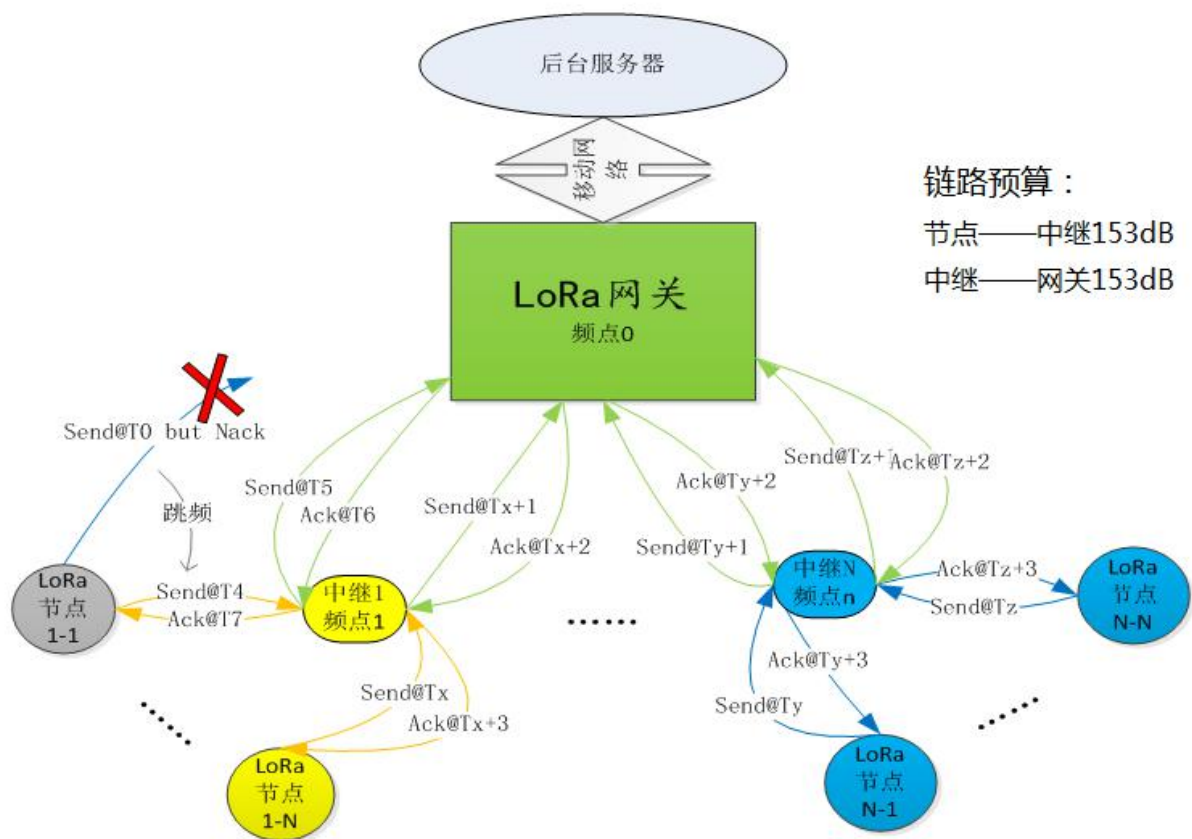 后台服务器
移动网
络
链路预算：
节点——中继153dB
中继——网关153dB
LoRa网关
频点0
Send@T0 but Nack
跳频
Send@T5
Ack@T6
Send@Tx+1
Ack@Tx+2
Ack@Ty+2
Send@Ty+1
Send@Tz+
Ack@Tz+2
LoRa
节点
1-1
Send@T4
Ack@T7
中继1
频点1
······
中继N
频点n
Ack@Tz+3
Send@Tz
LoRa
节点
N-N
Send@Tx
Ack@Tx+3
Ack@Ty+3
Send@Ty
LoRa
节点
1-N
LoRa
节点
N-1